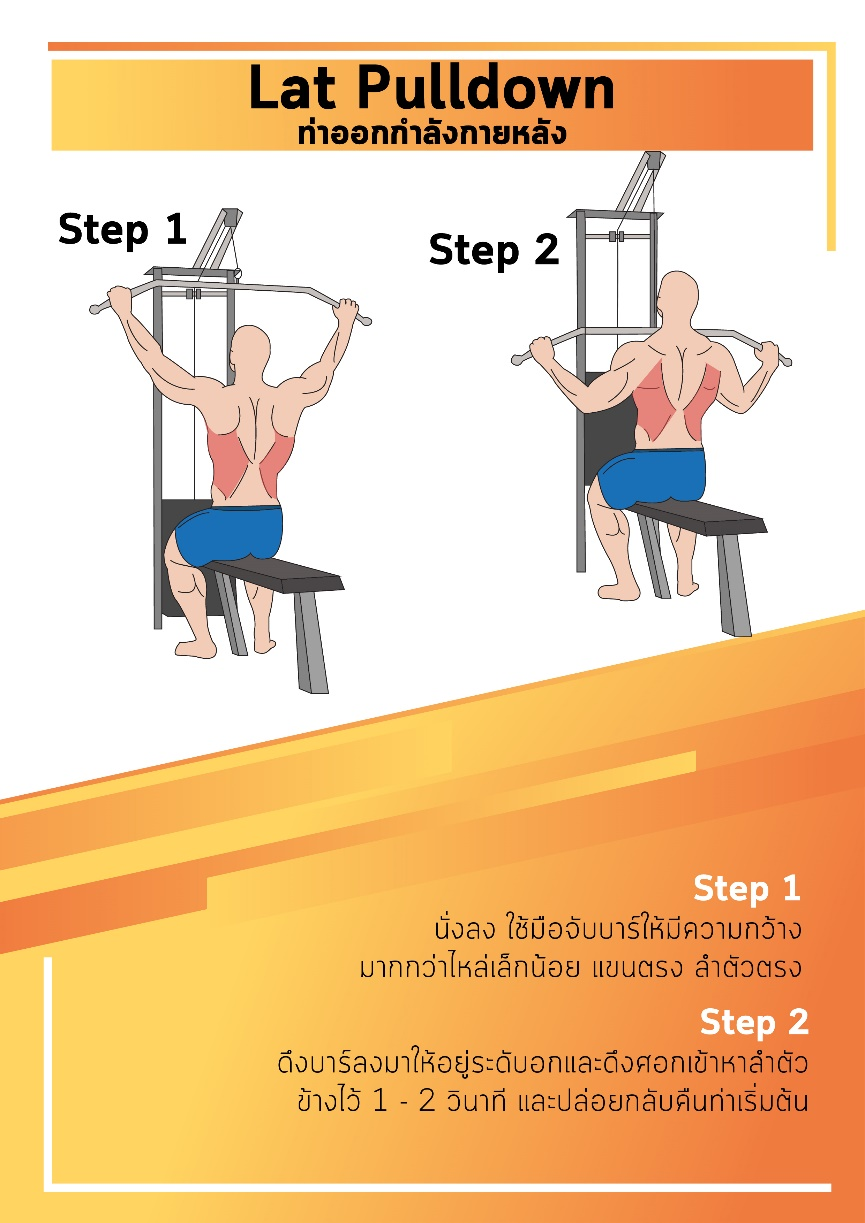 Lat Pulldown
ท่าออกกำลังกายหลัง
Step 1
Step 2
Step 1
นั่งลง ใช้มือจับบาร์ให้มีความกว้าง
มากกว่าไหล่เล็กน้อย แขนตรง ลำตัวตรง
Step 2
ดึงบาร์ลงมาให้อยู่ระดับอกและดึงศอกเข้าหาลำตัว
ข้างไว้ 1 - 2 วินาที และปล่อยกลับคืนท่าเริ่มต้น